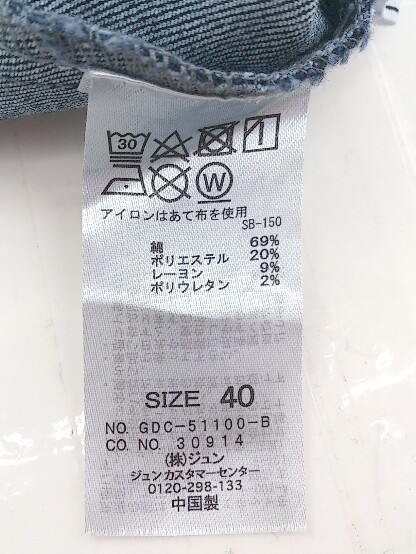 30
W
アイロンはあて布を使用
SB-150
綿 69%
ポリエステル 20%
レーヨン 9%
ポリウレタン 2%
SIZE 40
NO. GDC-51100-B
CO. NO. 30914
(株)ジュン
ジュンカスタマーセンター
0120-298-133
中国製